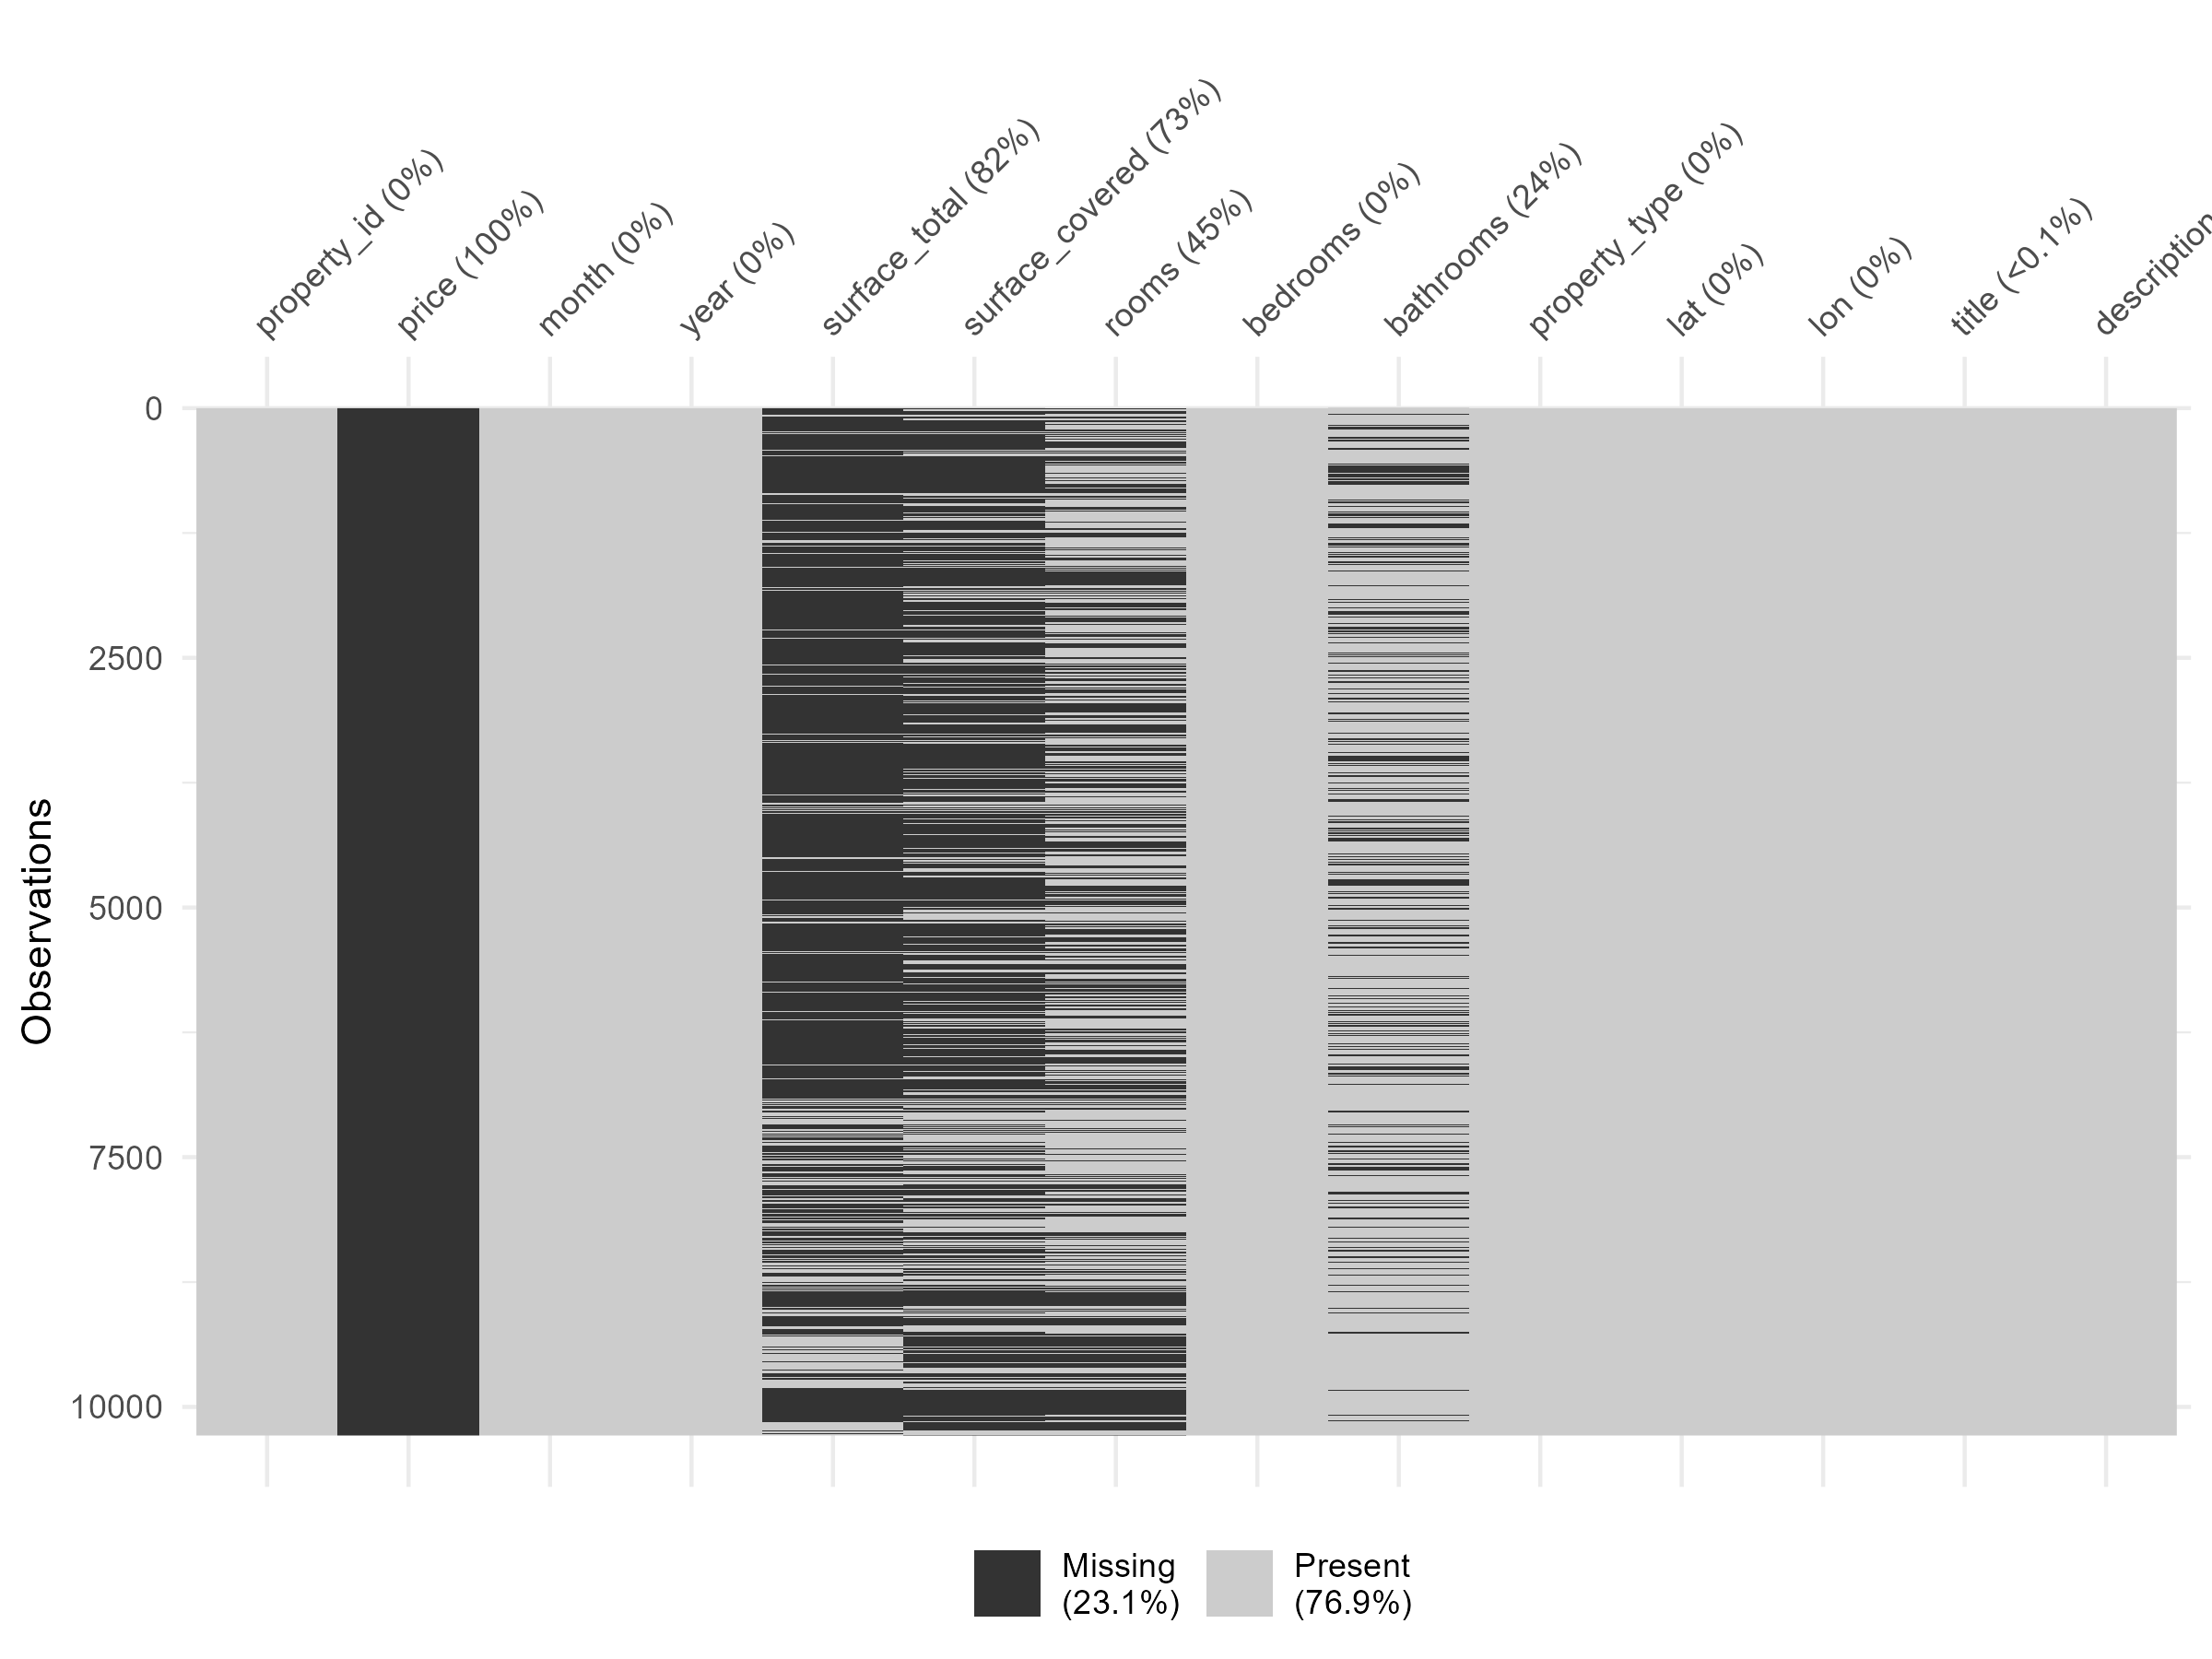 property_id (0%)
price (100%)
month (0%)
year (0%)
surface_total (82%)
surface_covered (73%)
rooms (45%)
bedrooms (0%)
bathrooms (24%)
property_type (0%)
lat (0%)
lon (0%)
title (<0.1%)
description
0
2500
5000
7500
10000
Observations
Missing
(23.1%)
Present
(76.9%)